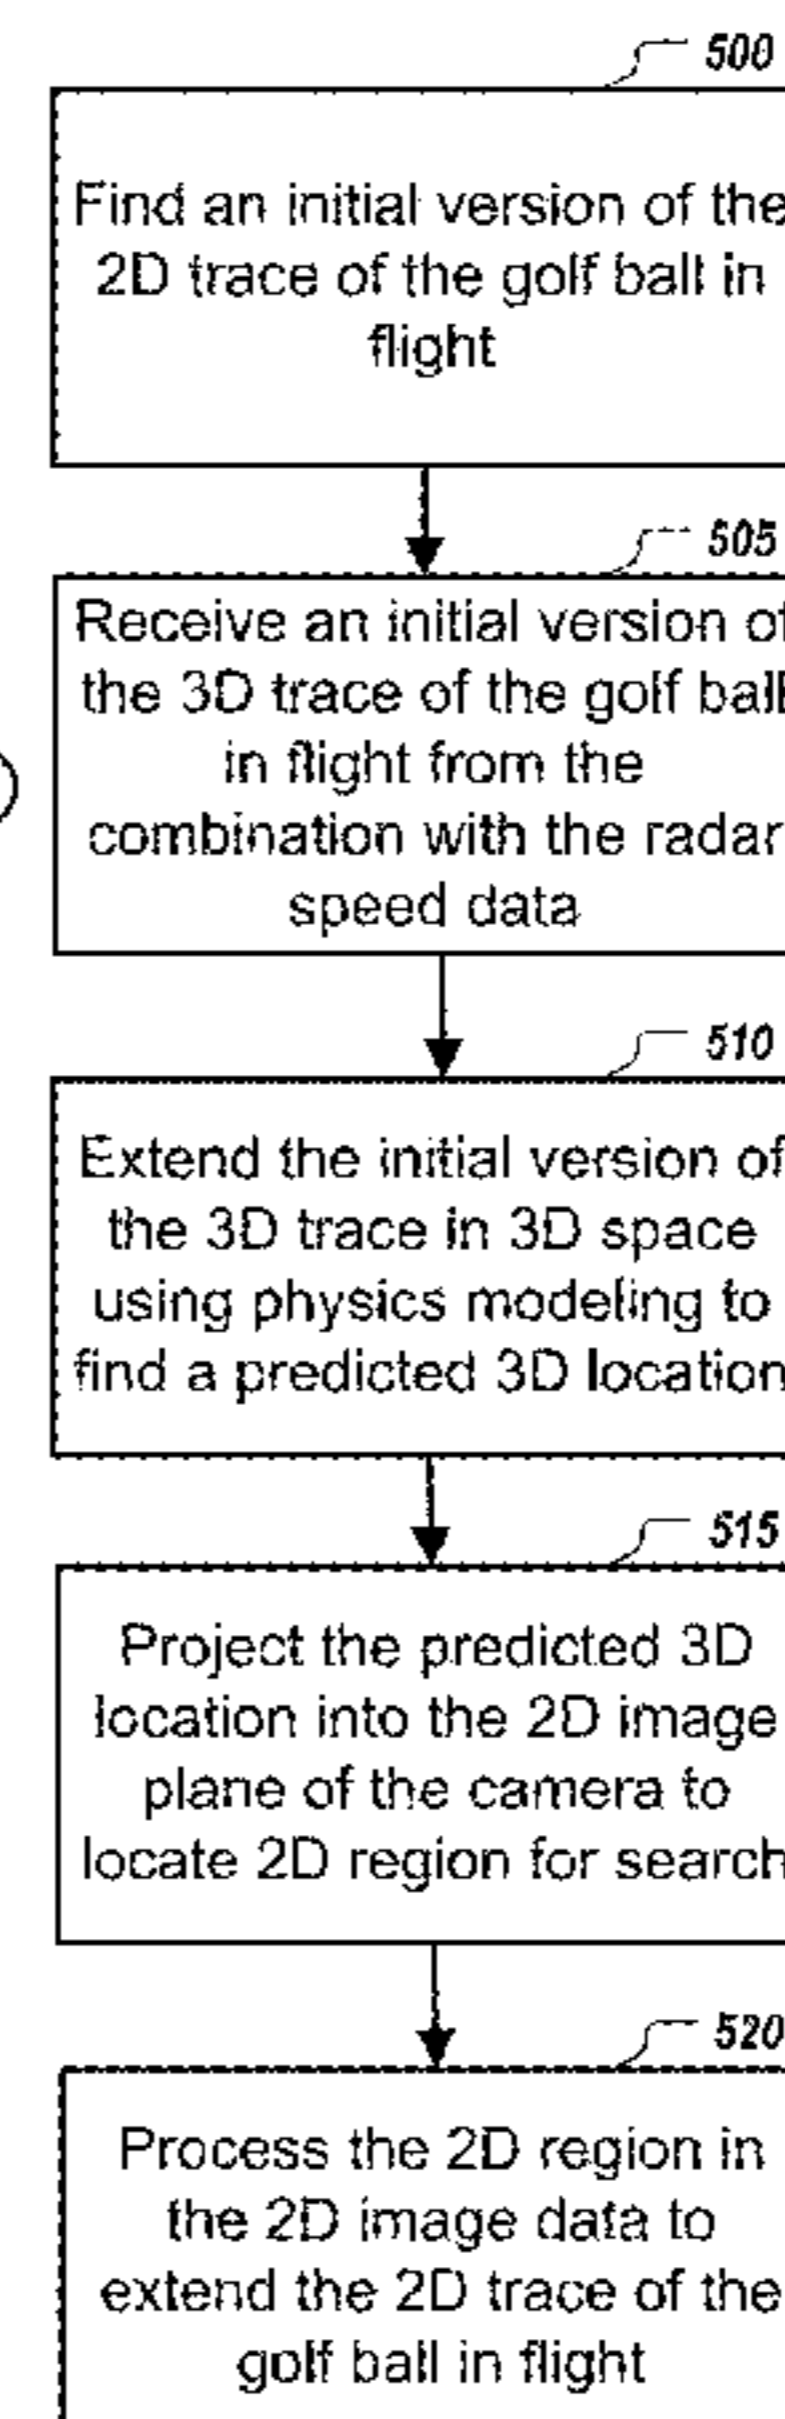 500
Find an initial version of the
2D trace of the golf ball in
flight
505
Receive an initial version of
the 3D trace of the golf ball
in flight from the
combination with the radar
speed data
510
Extend the initial version of
the 3D trace in 3D space
using physics modeling to
find a predicted 3D location
515
Project the predicted 3D
location into the 2D image
plane of the camera to
locate 2D region for search
520
Process the 2D region in
the 2D image data to
extend the 2D trace of the
golf ball in flight